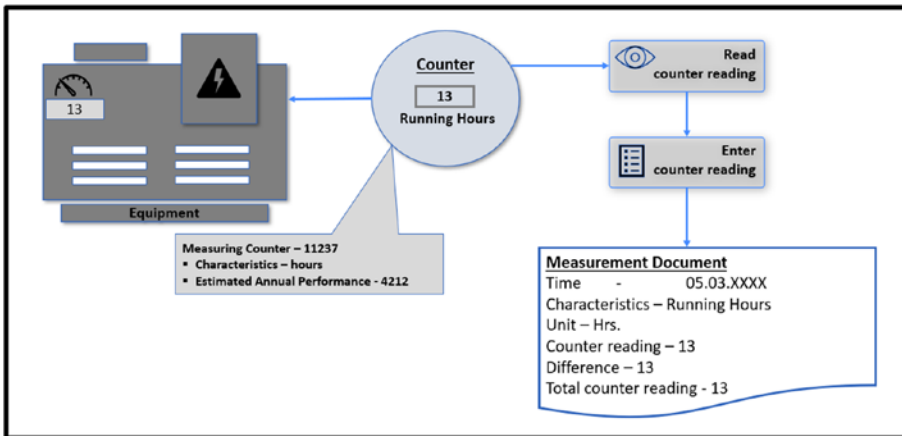 13
Equipment
Counter
13
Running Hours
Measuring Counter – 11237
▪ Characteristics – hours
▪ Estimated Annual Performance - 4212
Read
counter reading
Enter
counter reading
Measurement Document
Time - 05.03.XXXX
Characteristics – Running Hours
Unit – Hrs.
Counter reading – 13
Difference – 13
Total counter reading - 13